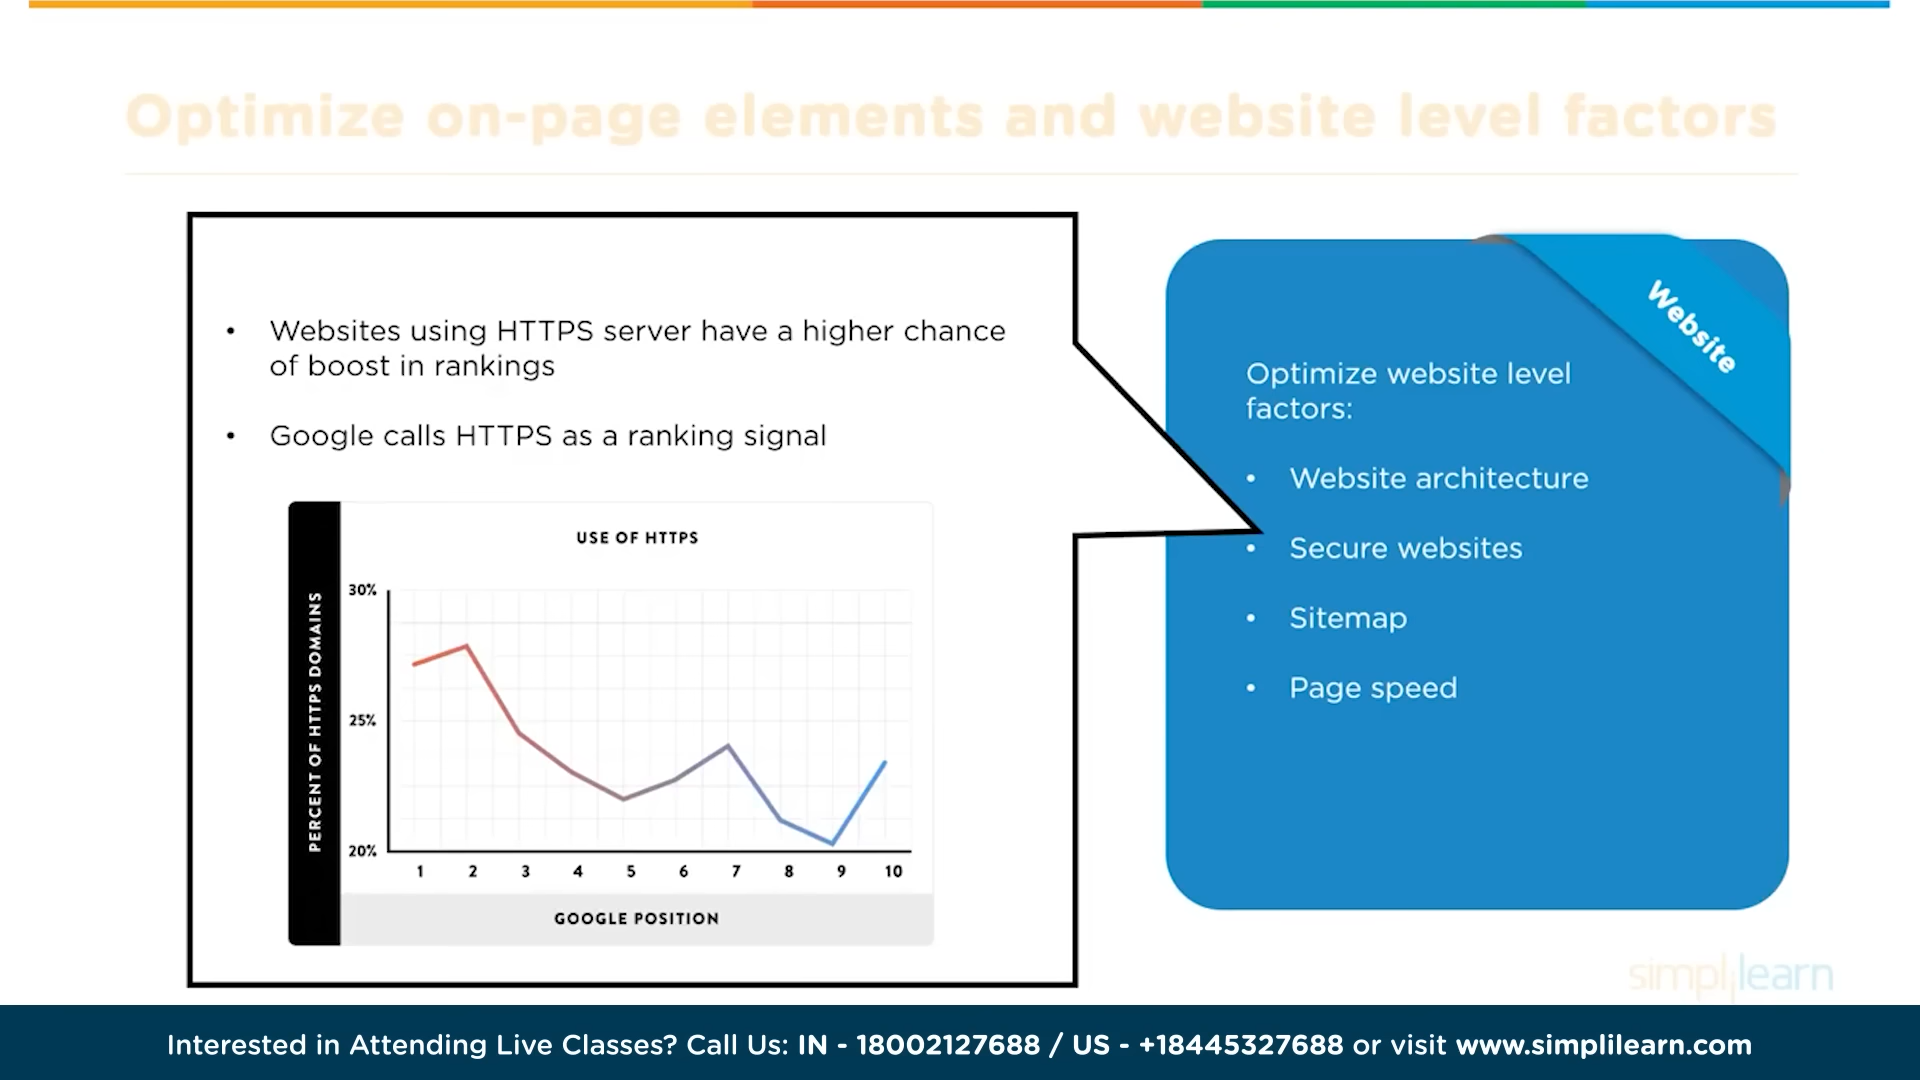 Optimize on-page elements and website level factors
• Websites using HTTPS server have a higher chance
of boost in rankings
• Google calls HTTPS as a ranking signal
USE OF HTTPS
PERCENT OF HTTPS DOMAINS
30%
25%
20%
1 2 3 4 5 6 7 8 9 10
GOOGLE POSITION
Website
Optimize website level
factors:
• Website architecture
• Secure websites
• Sitemap
• Page speed
simplilearn
Interested in Attending Live Classes? Call Us: IN - 18002127688 / US - +18445327688 or visit www.simplilearn.com